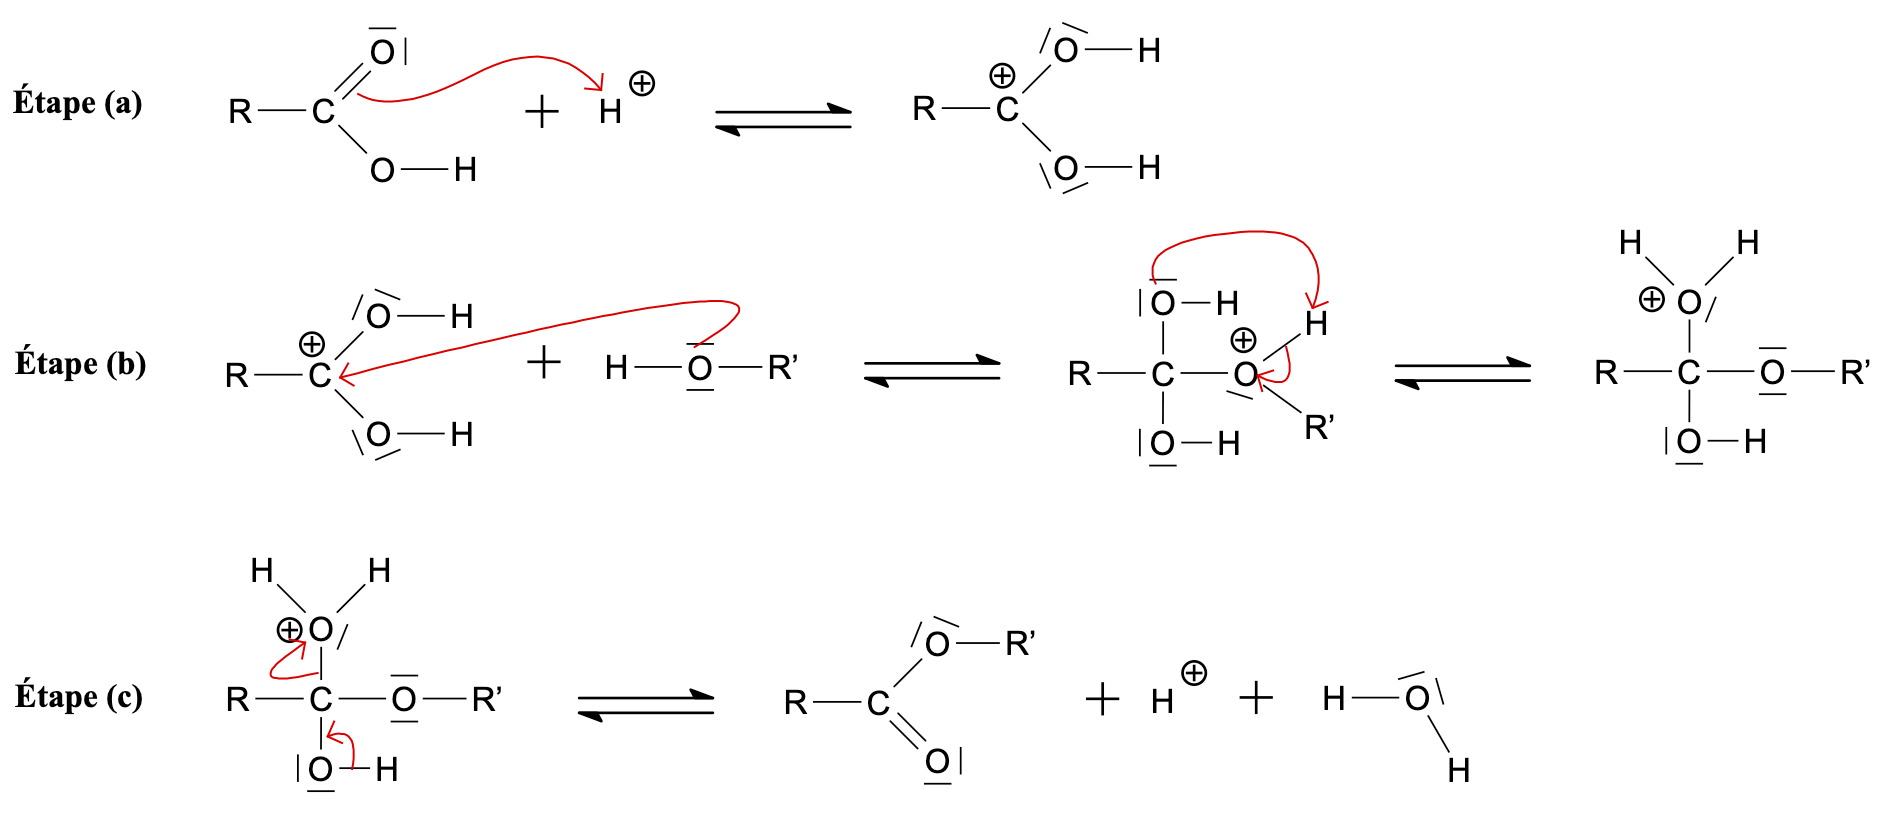 Étape (a)
R C O O H + H ⊕ ⇌ R C ⊕ O H O H
Étape (b)
R C ⊕ O H O H + H O R' ⇌ R C O H O ⊕ H R' O H ⇌ R C H H O ⊕ O R' O H
Étape (c)
R C H H O ⊕ O R' O H ⇌ R C O R' O + H ⊕ + H O H